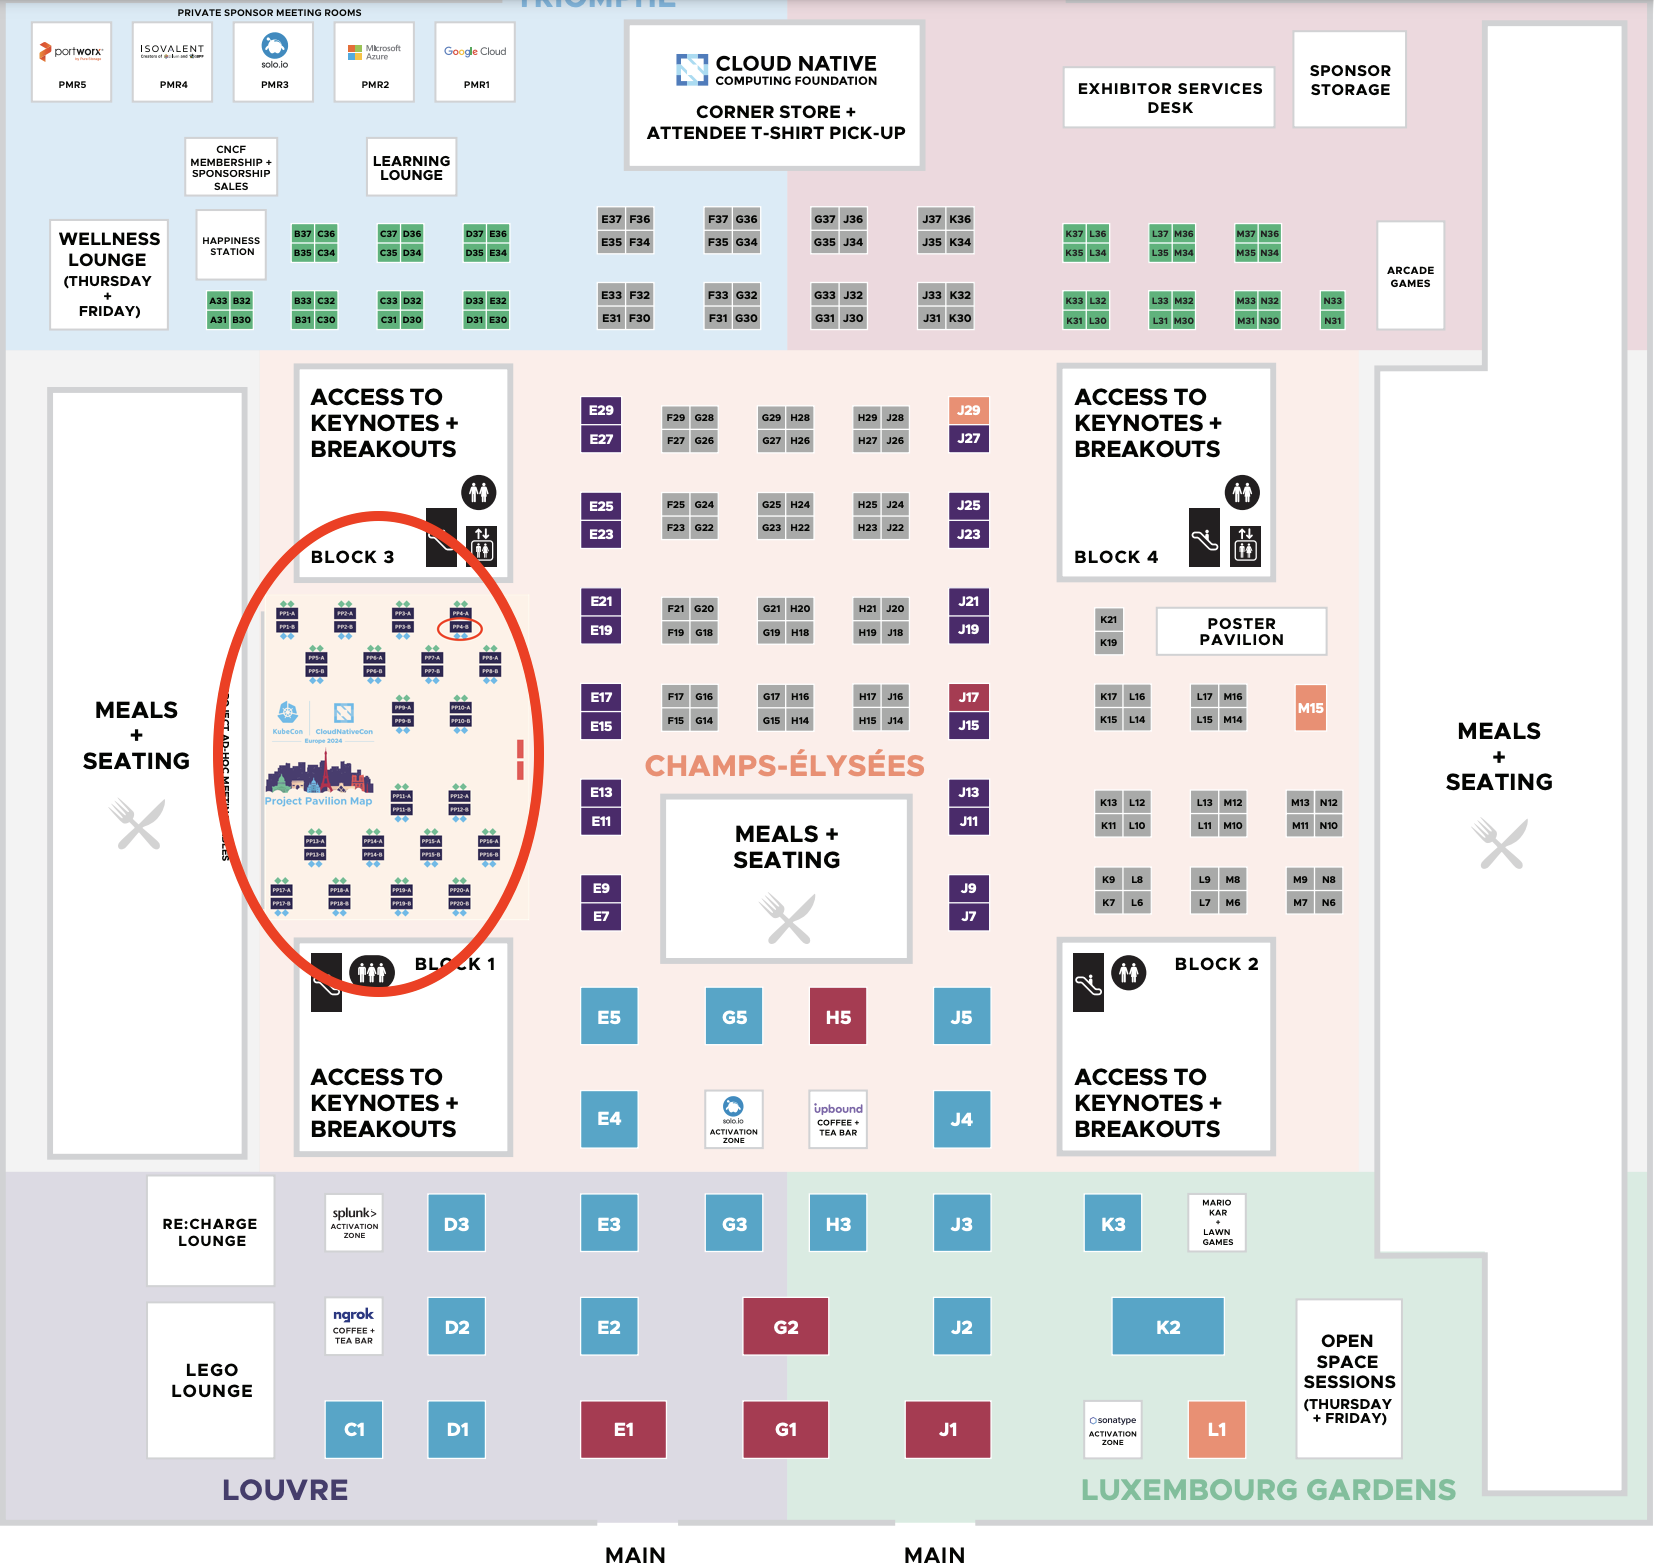 TRIOMPHE
PRIVATE SPONSOR MEETING ROOMS
portworx
PMR5
ISOVALENT
PMR4
solo.io
PMR3
Microsoft
Azure
PMR2
Google Cloud
PMR1
CLOUD NATIVE
COMPUTING FOUNDATION
CORNER STORE +
ATTENDEE T-SHIRT PICK-UP
EXHIBITOR SERVICES
DESK
SPONSOR
STORAGE
CNCF
MEMBERSHIP +
SPONSORSHIP
SALES
LEARNING
LOUNGE
WELLNESS
LOUNGE
(THURSDAY
+
FRIDAY)
HAPPINESS
STATION
ARCADE
GAMES
B37 C36 C37 D36 D37 E36
B35 C34 C35 D34 D35 E34
A33 B32 B33 C32 C33 D32 D33 E32
A31 B30 B31 C30 C31 D30 D31 E30
E37 F36 F37 G36 G37 J36 J37 K36
E35 F34 F35 G34 G35 J34 J35 K34
E33 F32 F33 G32 G33 J32 J33 K32
E31 F30 F31 G30 G31 J30 J31 K30
K37 L36 L37 M36 M37 N36
K35 L34 L35 M34 M35 N34
K33 L32 L33 M32 M33 N32 N33
K31 L30 L31 M30 M31 N30 N31
MEALS
+
SEATING
ACCESS TO
KEYNOTES +
BREAKOUTS
BLOCK 3
PP1-A PP2-A PP3-A PP4-A
PP1-B PP2-B PP3-B PP4-B
PP5-A PP6-A PP7-A PP8-A
PP5-B PP6-B PP7-B PP8-B
PP9-A PP10-A
PP9-B PP10-B
KubeCon CloudNativeCon
Europe 2024
Project Pavilion Map
PP11-A PP12-A
PP11-B PP12-B
PP13-A PP14-A PP15-A PP16-A
PP13-B PP14-B PP15-B PP16-B
PP17-A PP18-A PP19-A PP20-A
PP17-B PP18-B PP19-B PP20-B
BLOCK 1
ACCESS TO
KEYNOTES +
BREAKOUTS
E29 F29 G28 G29 H28 H29 J28 J29
E27 F27 G26 G27 H26 H27 J26 J27
E25 F25 G24 G25 H24 H25 J24 J25
E23 F23 G22 G23 H22 H23 J22 J23
E21 F21 G20 G21 H20 H21 J20 J21
E19 F19 G18 G19 H18 H19 J18 J19
E17 F17 G16 G17 H16 H17 J16 J17
E15 F15 G14 G15 H14 H15 J14 J15
CHAMPS-ÉLYSÉES
E13 J13
E11 J11
MEALS +
SEATING
E9 J9
E7 J7
E5 G5 H5 J5
E4
solo.io
ACTIVATION
ZONE
upbound
COFFEE +
TEA BAR
J4
ACCESS TO
KEYNOTES +
BREAKOUTS
BLOCK 4
K21
K19
POSTER
PAVILION
K17 L16 L17 M16 M15
K15 L14 L15 M14
K13 L12 L13 M12 M13 N12
K11 L10 L11 M10 M11 N10
K9 L8 L9 M8 M9 N8
K7 L6 L7 M6 M7 N6
BLOCK 2
ACCESS TO
KEYNOTES +
BREAKOUTS
MEALS
+
SEATING
RE:CHARGE
LOUNGE
splunk>
ACTIVATION
ZONE
D3 E3 G3 H3 J3 K3
MARIO
KAR
+
LAWN
GAMES
LEGO
LOUNGE
ngrok
COFFEE +
TEA BAR
D2 E2 G2 J2 K2
OPEN
SPACE
SESSIONS
(THURSDAY
+ FRIDAY)
C1 D1 E1 G1 J1
sonatype
ACTIVATION
ZONE
L1
LOUVRE
LUXEMBOURG GARDENS
MAIN MAIN